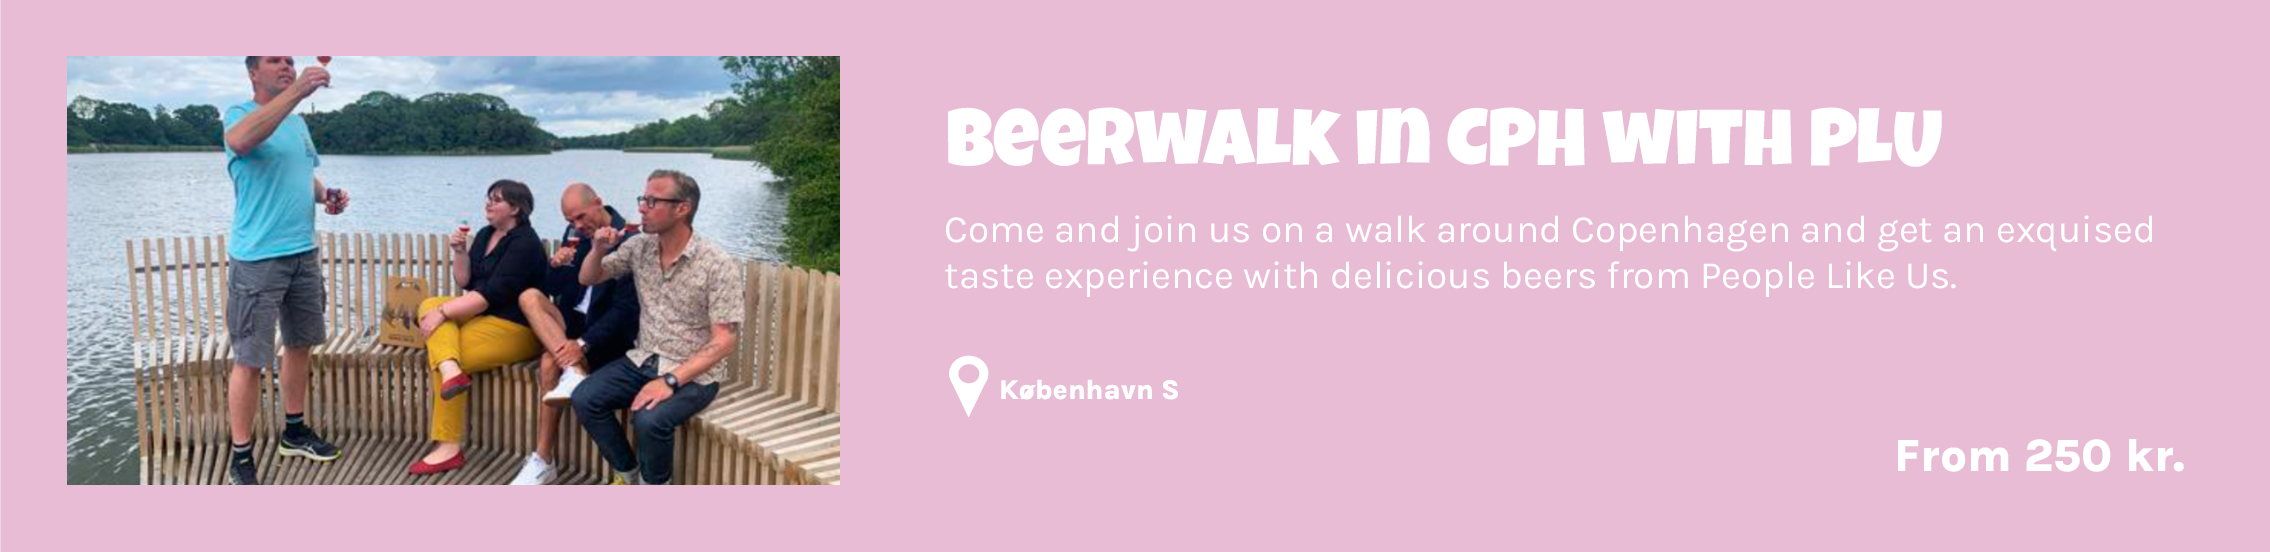 Beerwalk in CPH with PLU
Come and join us on a walk around Copenhagen and get an exquised
taste experience with delicious beers from People Like Us.
København S
From 250 kr.